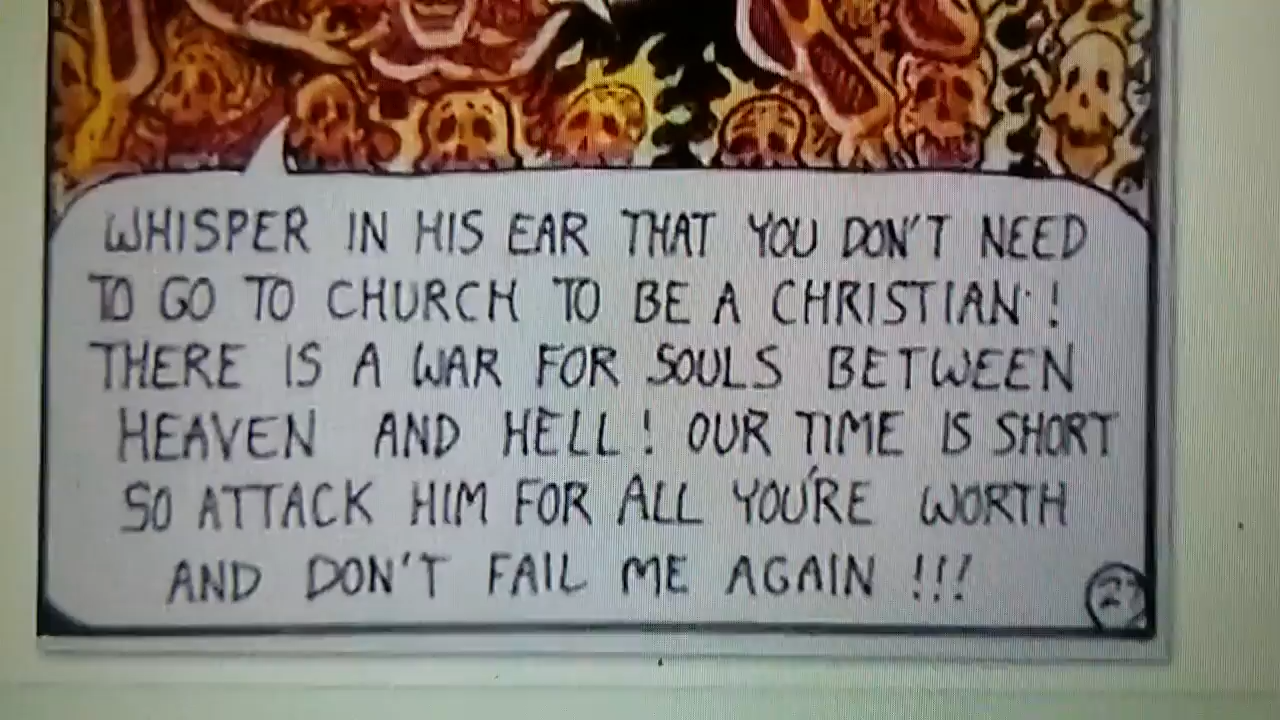 WHISPER IN HIS EAR THAT YOU DON'T NEED
TO GO TO CHURCH TO BE A CHRISTIAN !
THERE IS A WAR FOR SOULS BETWEEN
HEAVEN AND HELL! OUR TIME IS SHORT
SO ATTACK HIM FOR ALL YOU'RE WORTH
AND DON'T FAIL ME AGAIN !!!